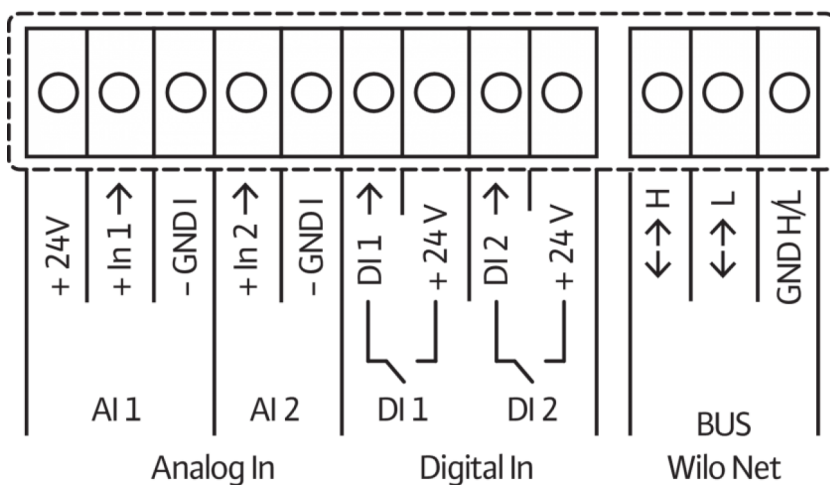 + 24V
+ In 1 →
− GND I
+ In 2 →
− GND I
DI 1 →
+ 24 V
DI 2 →
+ 24 V
H
L
GND H/L
AI 1
AI 2
DI 1
DI 2
BUS
Analog In
Digital In
Wilo Net